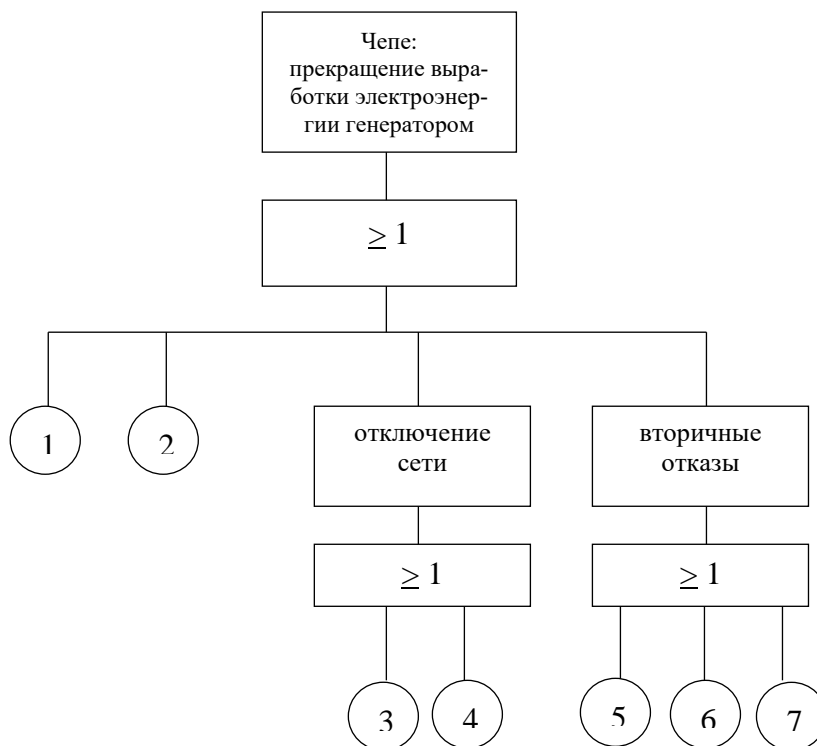 Чепе:
прекращение выра-
ботки электроэнер-
гии генератором
≥ 1
1
2
отключение
сети
вторичные
отказы
≥ 1
≥ 1
3
4
5
6
7